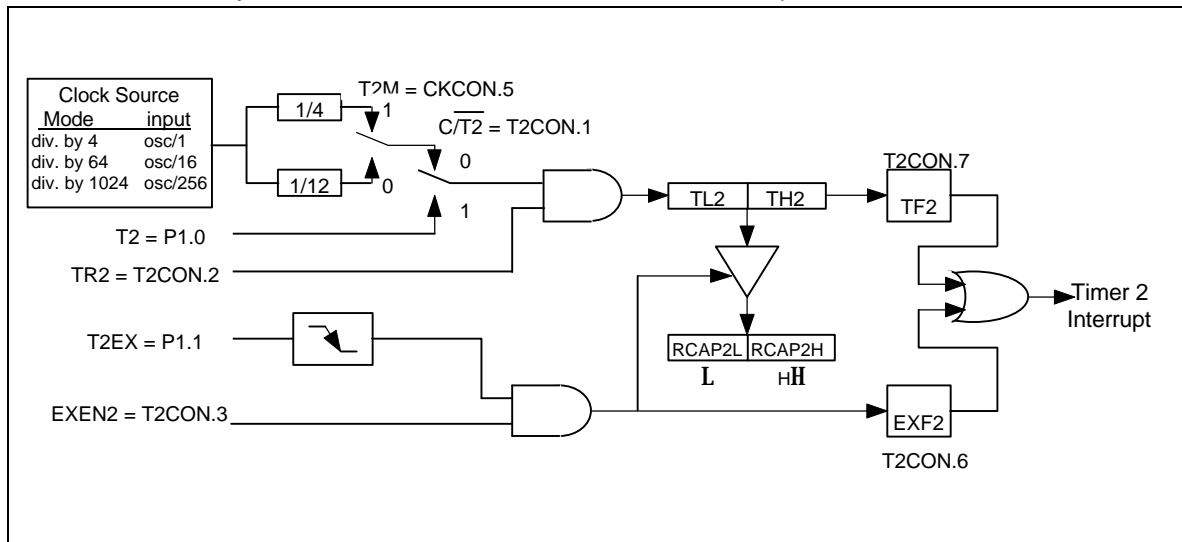 Clock Source
Mode input
div. by 4 osc/1
div. by 64 osc/16
div. by 1024 osc/256
1/4
1/12
T2M = CKCON.5
1
0
C/T2 = T2CON.1
0
1
T2 = P1.0
TR2 = T2CON.2
TL2 TH2
T2CON.7
TF2
Timer 2
Interrupt
T2EX = P1.1
RCAP2L RCAP2H
L HH
EXEN2 = T2CON.3
EXF2
T2CON.6